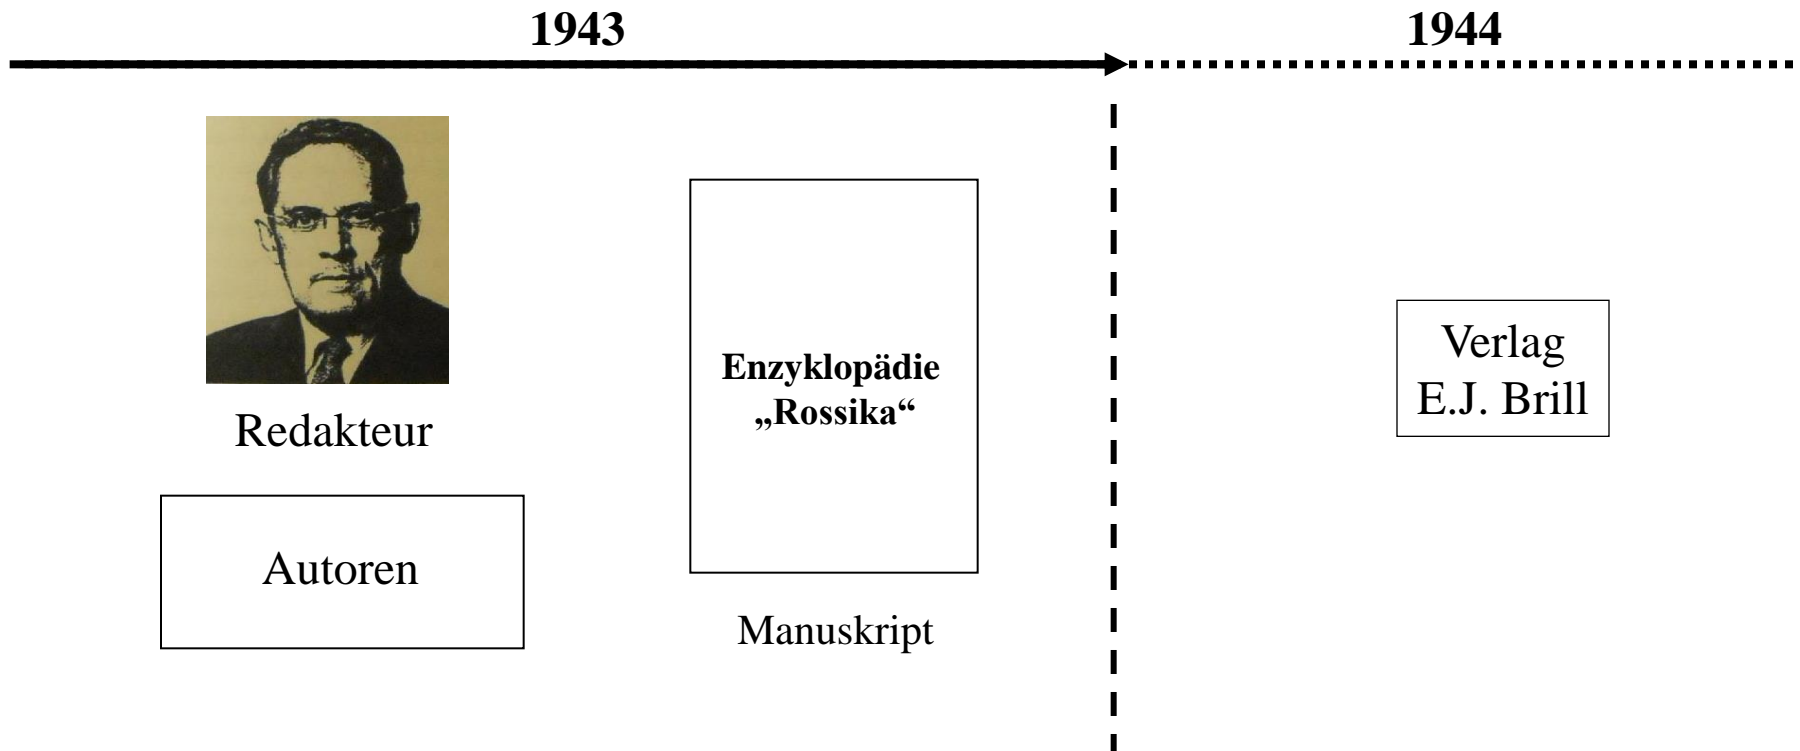 1943
1944
Redakteur
Autoren
Enzyklopädie
„Rossika“
Manuskript
Verlag
E.J. Brill